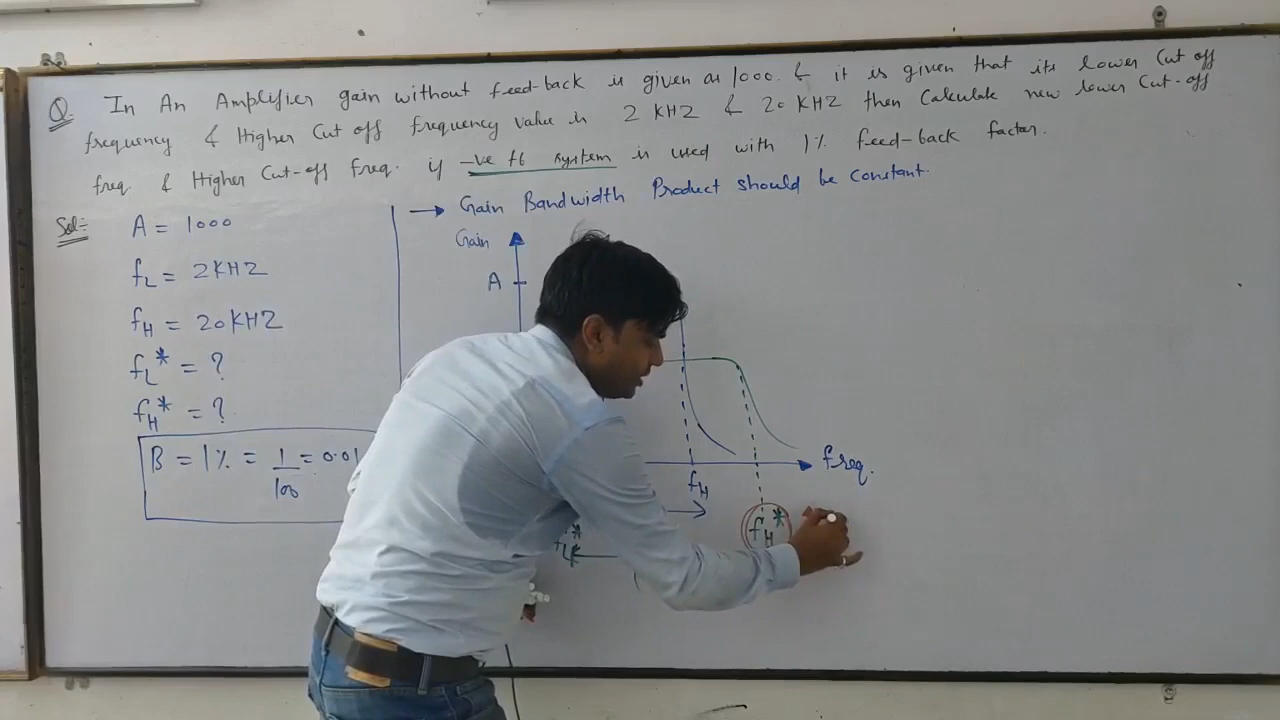 Q. In An Amplifier gain without feed-back is given as 1000. & it is given that its lower Cut off
frequency & Higher Cut off frequency value is 2 KHZ & 20 KHZ then Calculate new lower Cut-off
freq & Higher Cut-off freq. if -ve fb system is used with 1% feed-back factor.
Sol:-
→ Gain Bandwidth Product should be constant.
A = 1000
fL = 2KHZ
fH = 20KHZ
fL* = ?
fH* = ?
B = 1% = 1/100 = 0.01
Gain
A
freq.
fH
fH*
fL*